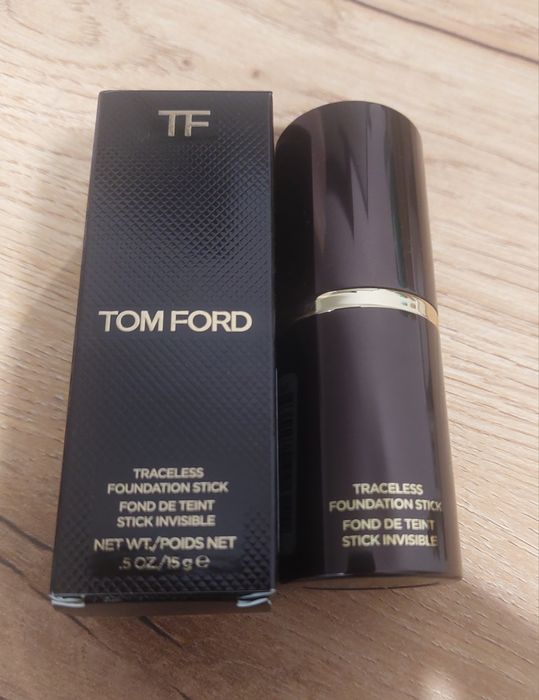 TF
TOM FORD
TRACELESS
FOUNDATION STICK
FOND DE TEINT
STICK INVISIBLE
NET WT./POIDS NET
.5 OZ./15 g ℮
TRACELESS
FOUNDATION STICK
FOND DE TEINT
STICK INVISIBLE